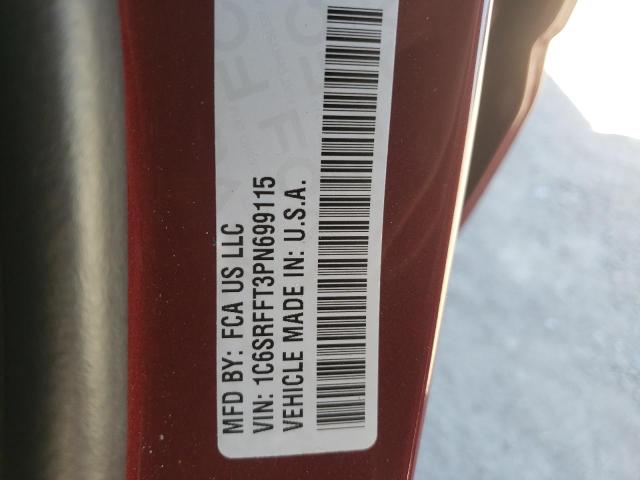 MFD BY: FCA US LLC
VIN: 1C6SRFFT3PN699115
VEHICLE MADE IN: U.S.A.